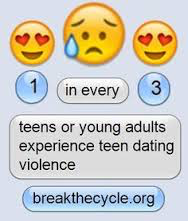 1 in every 3
teens or young adults
experience teen dating
violence
breakthecycle.org